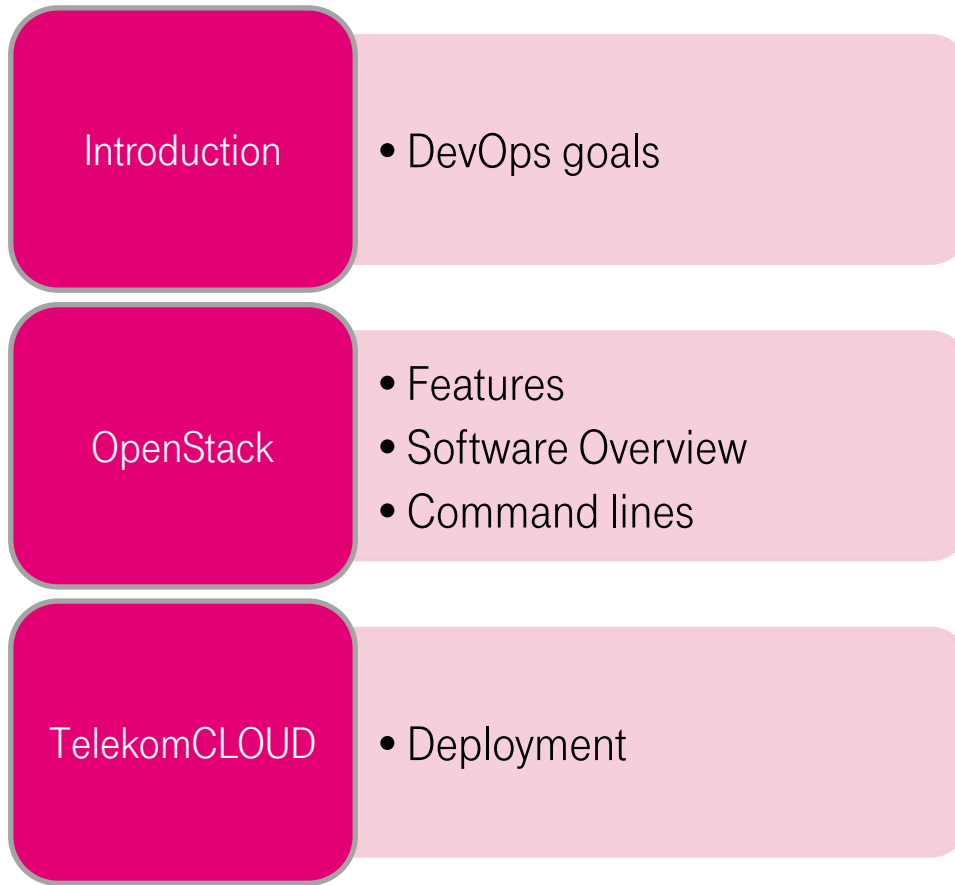 Introduction
• DevOps goals
OpenStack
• Features
• Software Overview
• Command lines
TelekomCLOUD
• Deployment